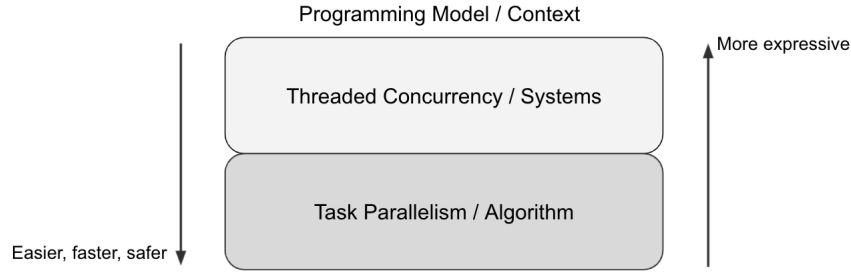 Programming Model / Context
More expressive
Threaded Concurrency / Systems
Task Parallelism / Algorithm
Easier, faster, safer